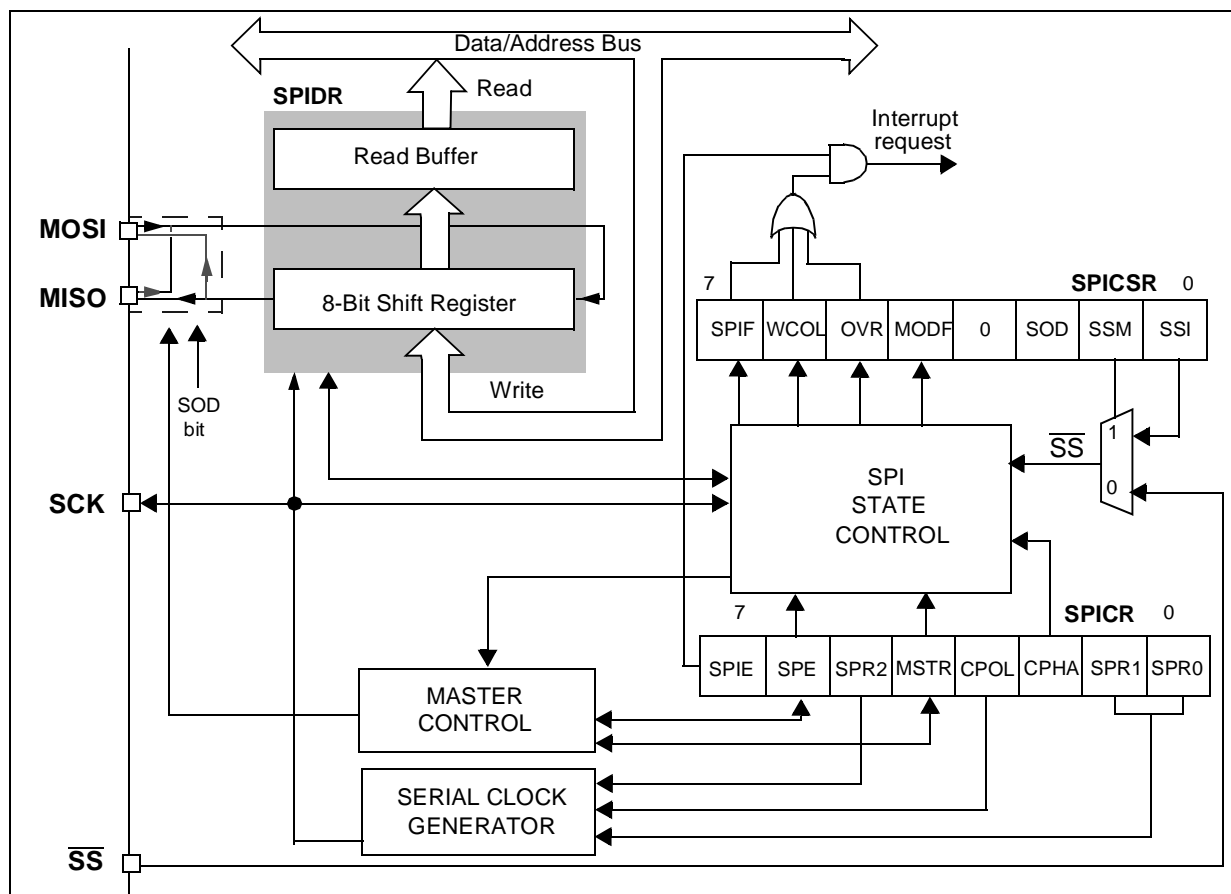 Data/Address Bus
SPIDR
Read
Read Buffer
Interrupt
request
MOSI
MISO
8-Bit Shift Register
Write
SOD
bit
7 SPICSR 0
SPIF WCOL OVR MODF 0 SOD SSM SSI
1
0
SS
SPI
STATE
CONTROL
SCK
7 SPICR 0
SPIE SPE SPR2 MSTR CPOL CPHA SPR1 SPR0
MASTER
CONTROL
SERIAL CLOCK
GENERATOR
SS